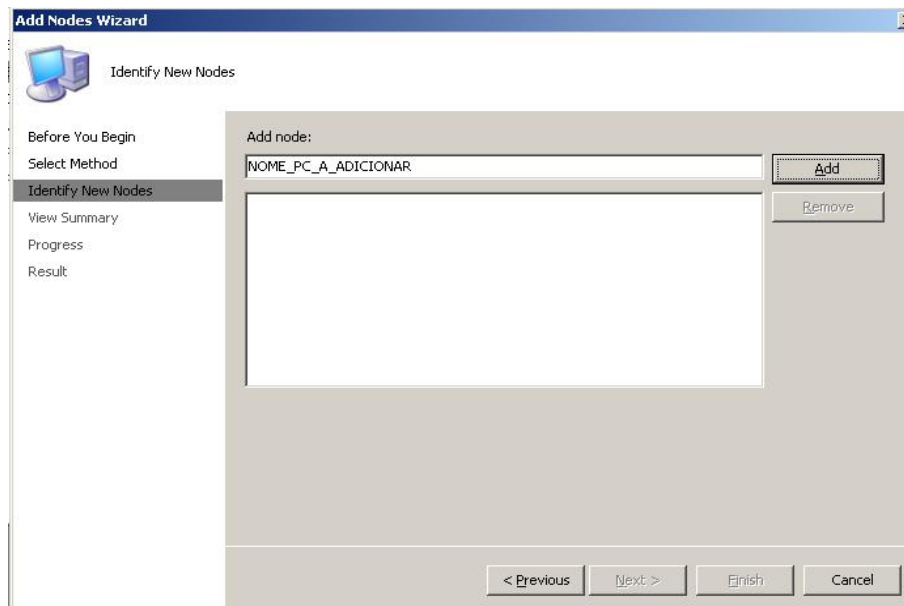 Add Nodes Wizard
Identify New Nodes
Before You Begin
Select Method
Identify New Nodes
View Summary
Progress
Result
Add node:
NOME_PC_A_ADICIONAR
Add
Remove
< Previous
Next >
Finish
Cancel